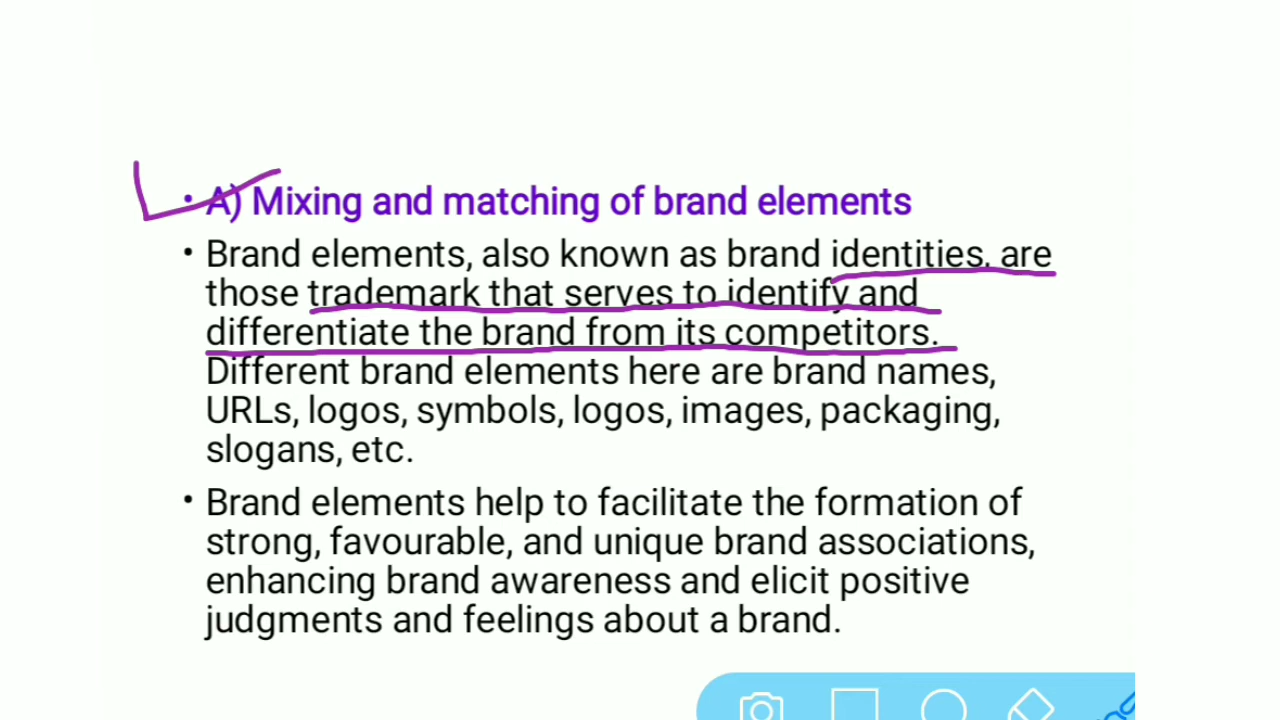 • A) Mixing and matching of brand elements
• Brand elements, also known as brand identities, are
those trademark that serves to identify and
differentiate the brand from its competitors.
Different brand elements here are brand names,
URLs, logos, symbols, logos, images, packaging,
slogans, etc.
• Brand elements help to facilitate the formation of
strong, favourable, and unique brand associations,
enhancing brand awareness and elicit positive
judgments and feelings about a brand.